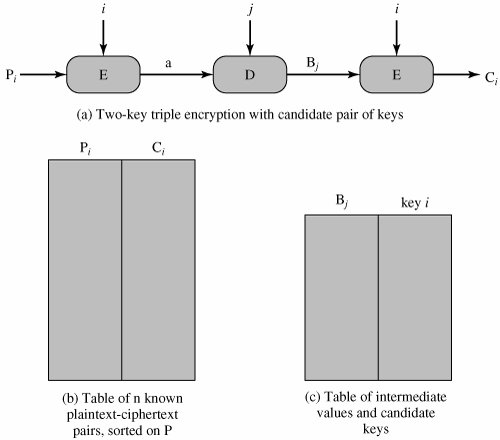 i j i
P_i E a D B_j E C_i
(a) Two-key triple encryption with candidate pair of keys
P_i C_i
B_j key i
(b) Table of n known
plaintext-ciphertext
pairs, sorted on P
(c) Table of intermediate
values and candidate
keys